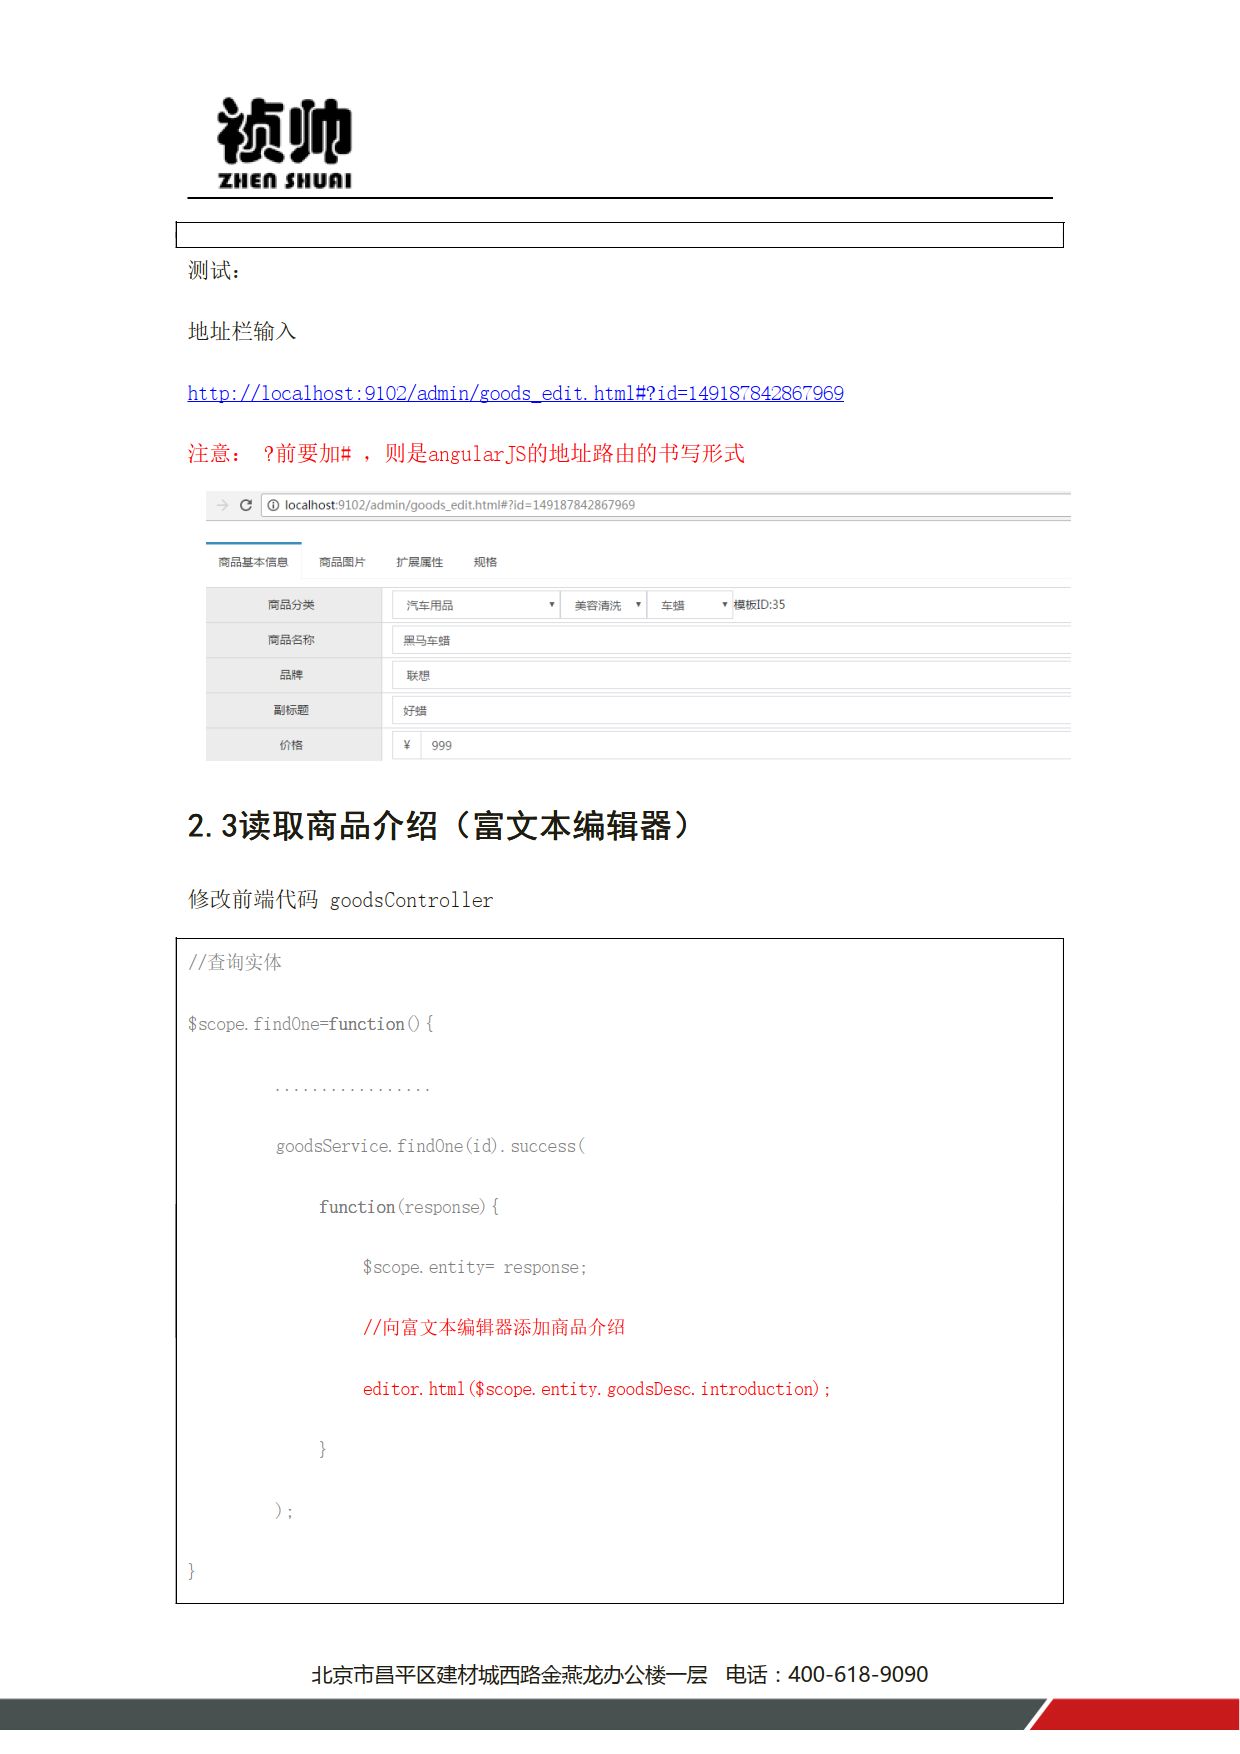 祯帅
ZHEN SHUAI
测试：
地址栏输入
http://localhost:9102/admin/goods_edit.html#?id=149187842867969
注意： ?前要加# ， 则是angularJS的地址路由的书写形式
localhost:9102/admin/goods_edit.html#?id=149187842867969
商品基本信息 商品图片 扩展属性 规格
商品分类 汽车用品 美容清洗 车蜡 模板ID:35
商品名称 黑马车蜡
品牌 联想
副标题 好蜡
价格 ¥ 999
2.3读取商品介绍（富文本编辑器）
修改前端代码 goodsController
//查询实体
$scope.findOne=function(){
.................
goodsService.findOne(id).success(
function(response){
$scope.entity= response;
//向富文本编辑器添加商品介绍
editor.html($scope.entity.goodsDesc.introduction);
}
);
}
北京市昌平区建材城西路金燕龙办公楼一层 电话：400-618-9090